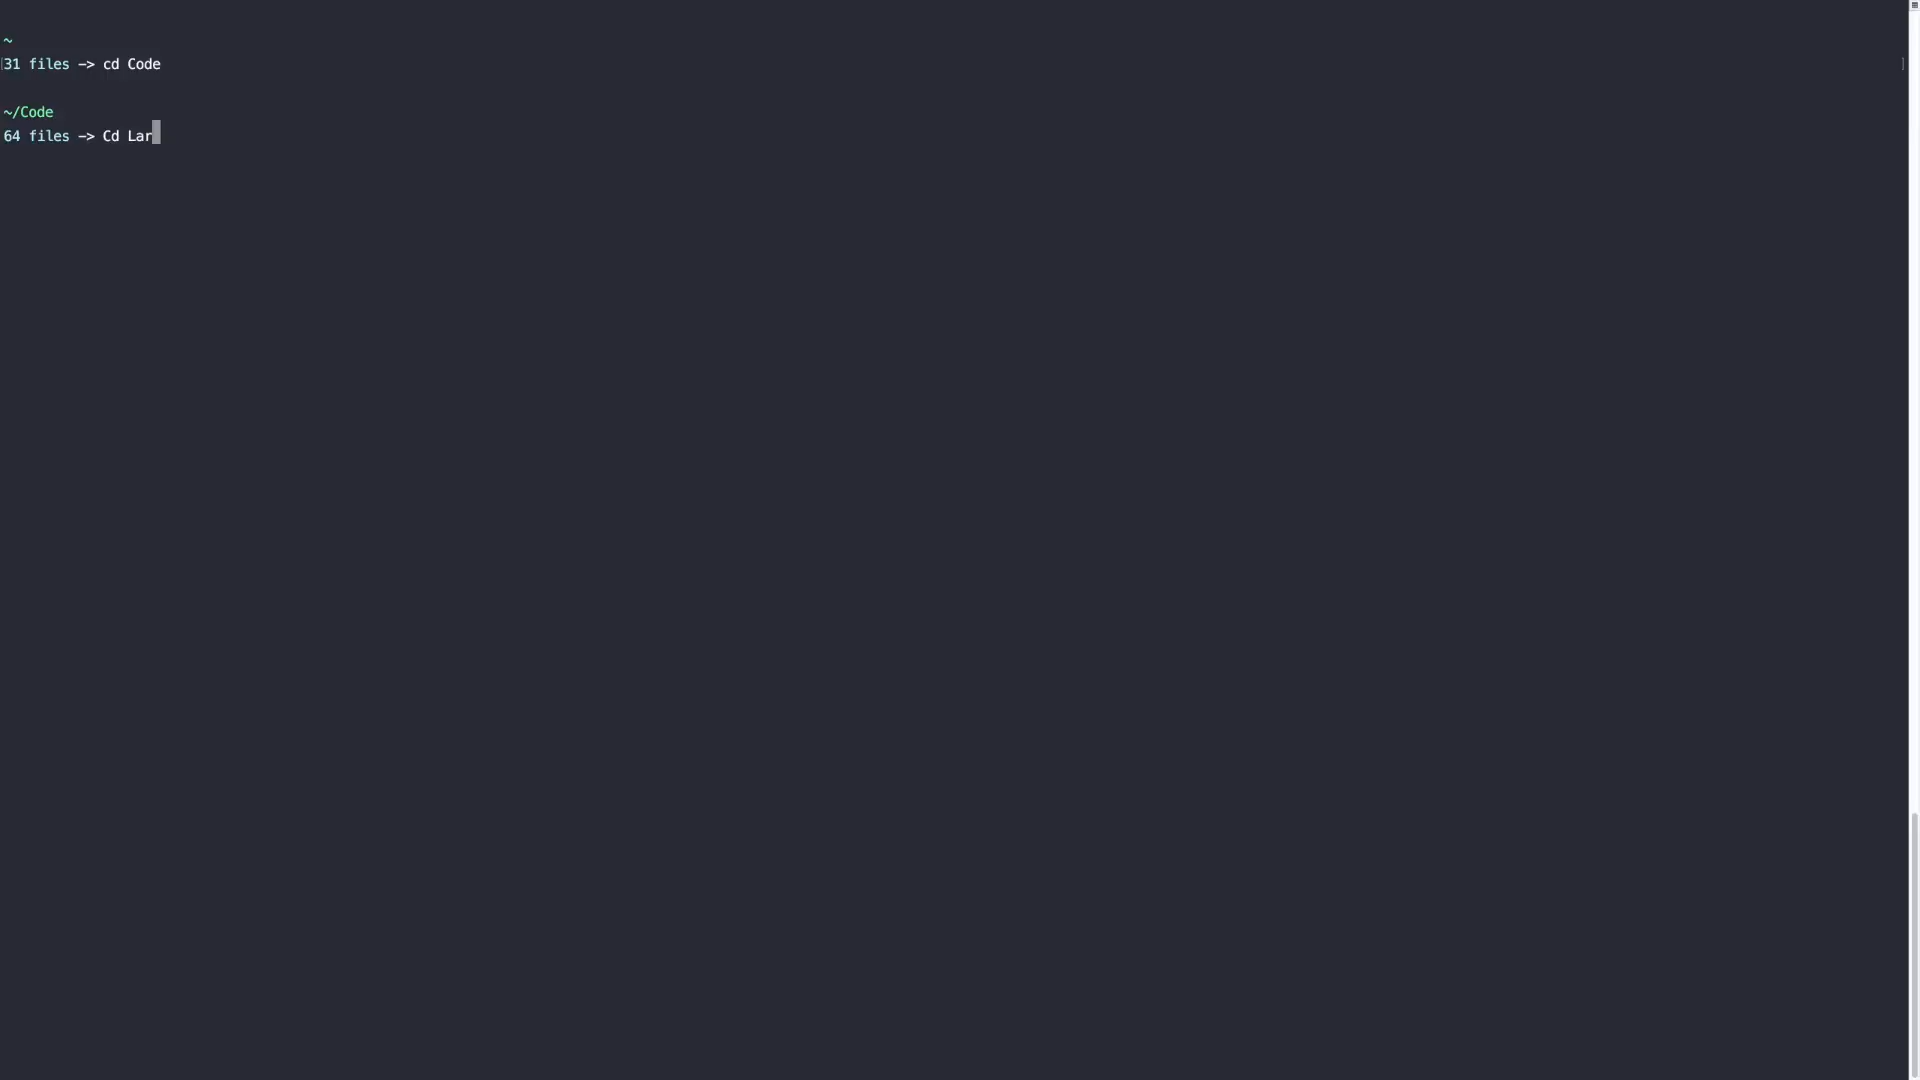 ~
31 files -> cd Code
~/Code
64 files -> Cd Lar